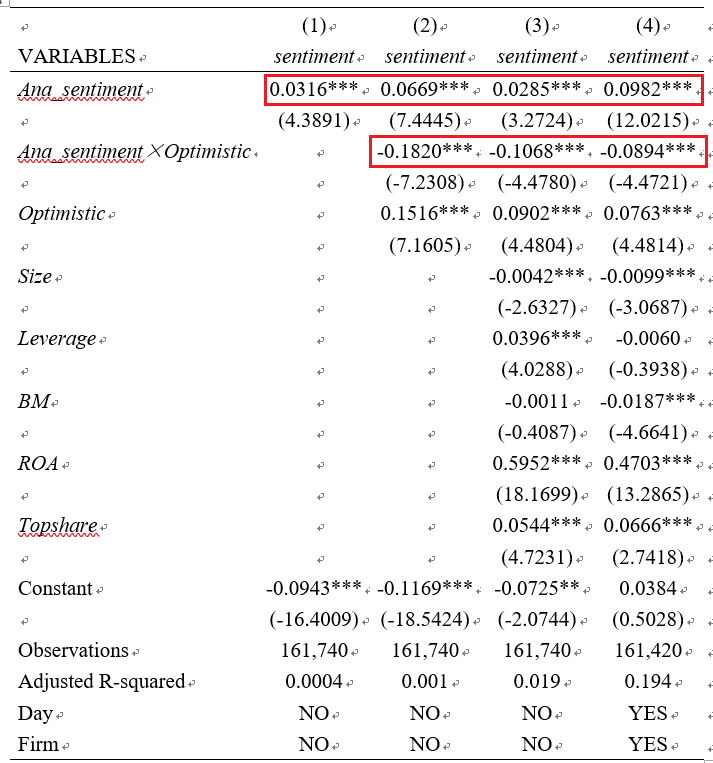 (1) (2) (3) (4)
VARIABLES sentiment sentiment sentiment sentiment
Ana_sentiment 0.0316*** 0.0669*** 0.0285*** 0.0982***
(4.3891) (7.4445) (3.2724) (12.0215)
Ana_sentiment×Optimistic -0.1820*** -0.1068*** -0.0894***
(-7.2308) (-4.4780) (-4.4721)
Optimistic 0.1516*** 0.0902*** 0.0763***
(7.1605) (4.4804) (4.4814)
Size -0.0042*** -0.0099***
(-2.6327) (-3.0687)
Leverage 0.0396*** -0.0060
(4.0288) (-0.3938)
BM -0.0011 -0.0187***
(-0.4087) (-4.6641)
ROA 0.5952*** 0.4703***
(18.1699) (13.2865)
Topshare 0.0544*** 0.0666***
(4.7231) (2.7418)
Constant -0.0943*** -0.1169*** -0.0725** 0.0384
(-16.4009) (-18.5424) (-2.0744) (0.5028)
Observations 161,740 161,740 161,740 161,420
Adjusted R-squared 0.0004 0.001 0.019 0.194
Day NO NO NO YES
Firm NO NO NO YES